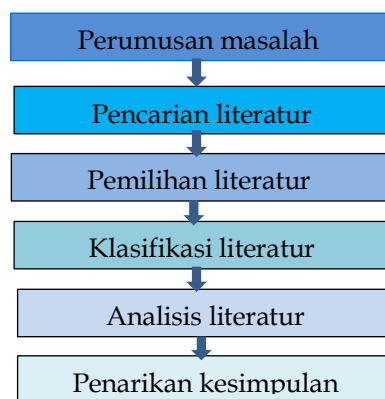 Perumusan masalah
Pencarian literatur
Pemilihan literatur
Klasifikasi literatur
Analisis literatur
Penarikan kesimpulan